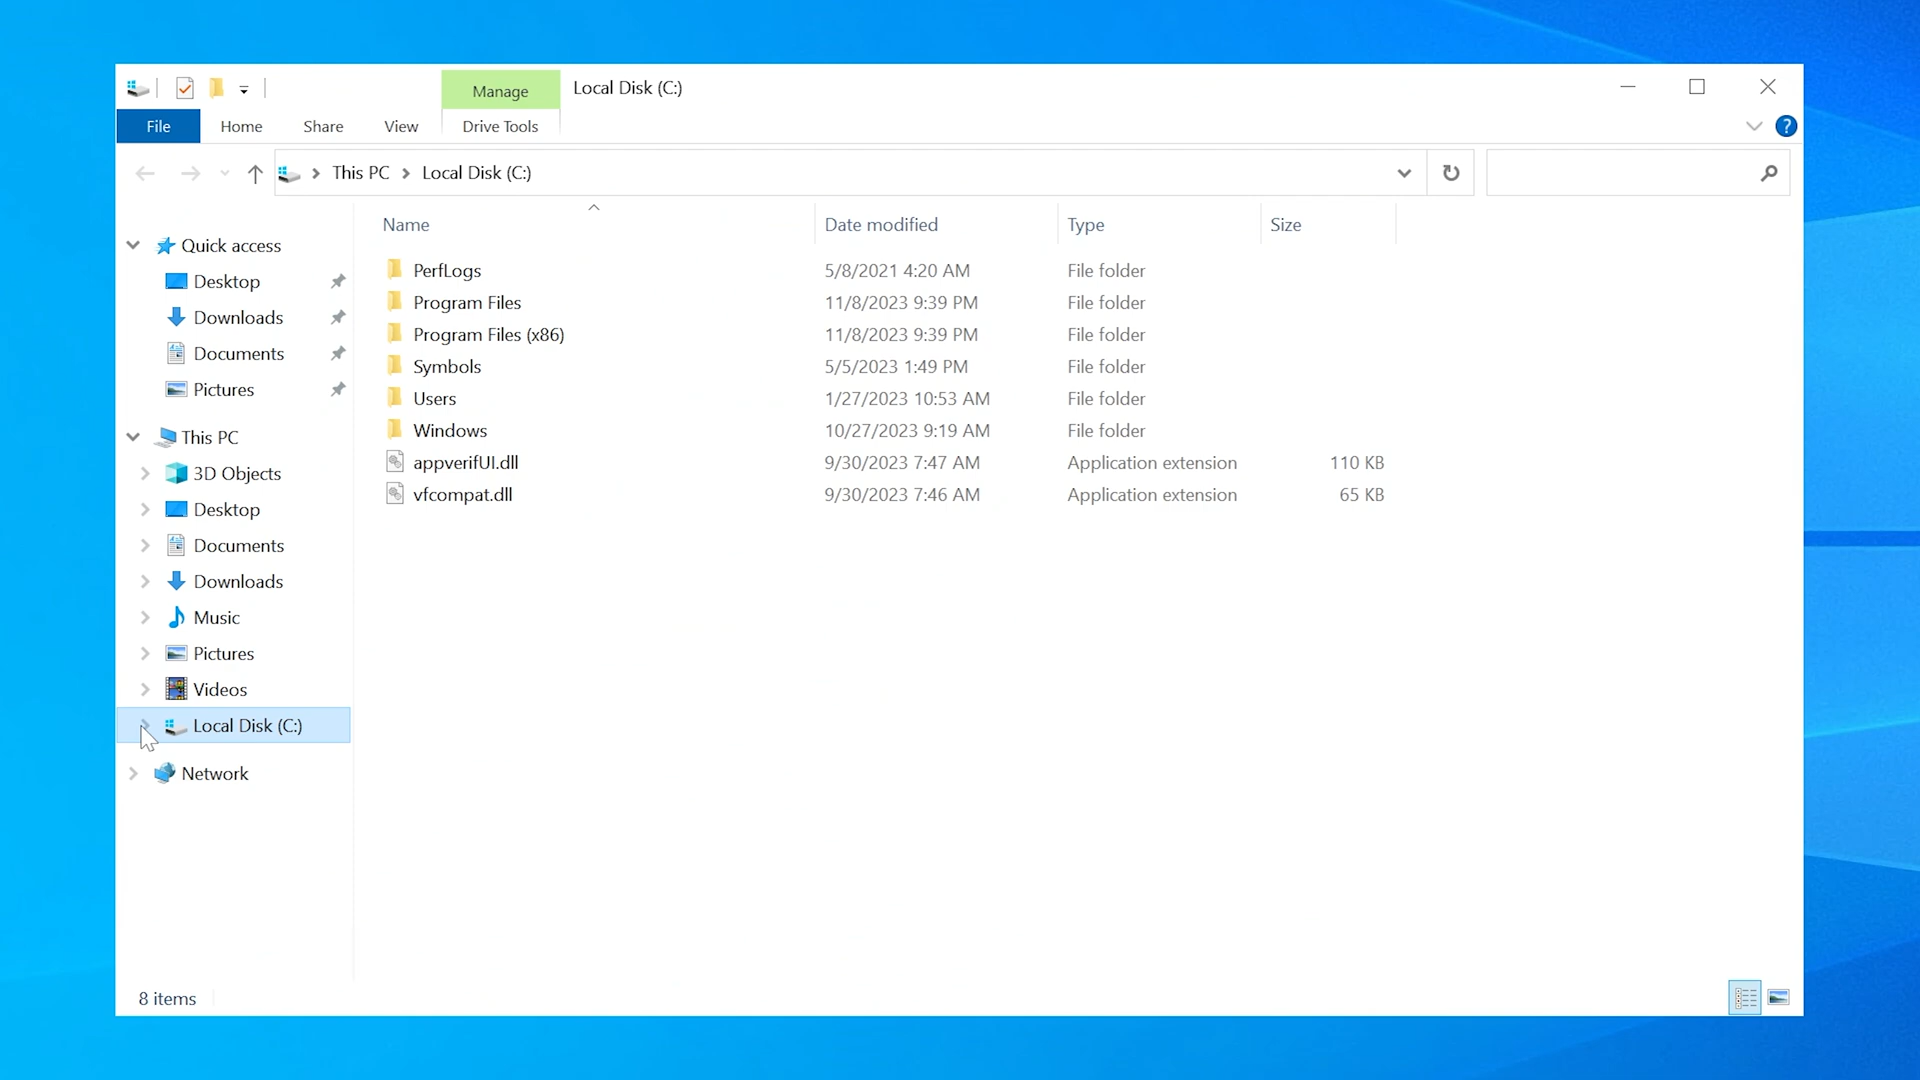 Manage Local Disk (C:)
File Home Share View Drive Tools ?
This PC Local Disk (C:)
Name Date modified Type Size
Quick access
Desktop
Downloads
Documents
Pictures
This PC
3D Objects
Desktop
Documents
Downloads
Music
Pictures
Videos
Local Disk (C:)
Network
PerfLogs 5/8/2021 4:20 AM File folder
Program Files 11/8/2023 9:39 PM File folder
Program Files (x86) 11/8/2023 9:39 PM File folder
Symbols 5/5/2023 1:49 PM File folder
Users 1/27/2023 10:53 AM File folder
Windows 10/27/2023 9:19 AM File folder
appverifUI.dll 9/30/2023 7:47 AM Application extension 110 KB
vfcompat.dll 9/30/2023 7:46 AM Application extension 65 KB
8 items